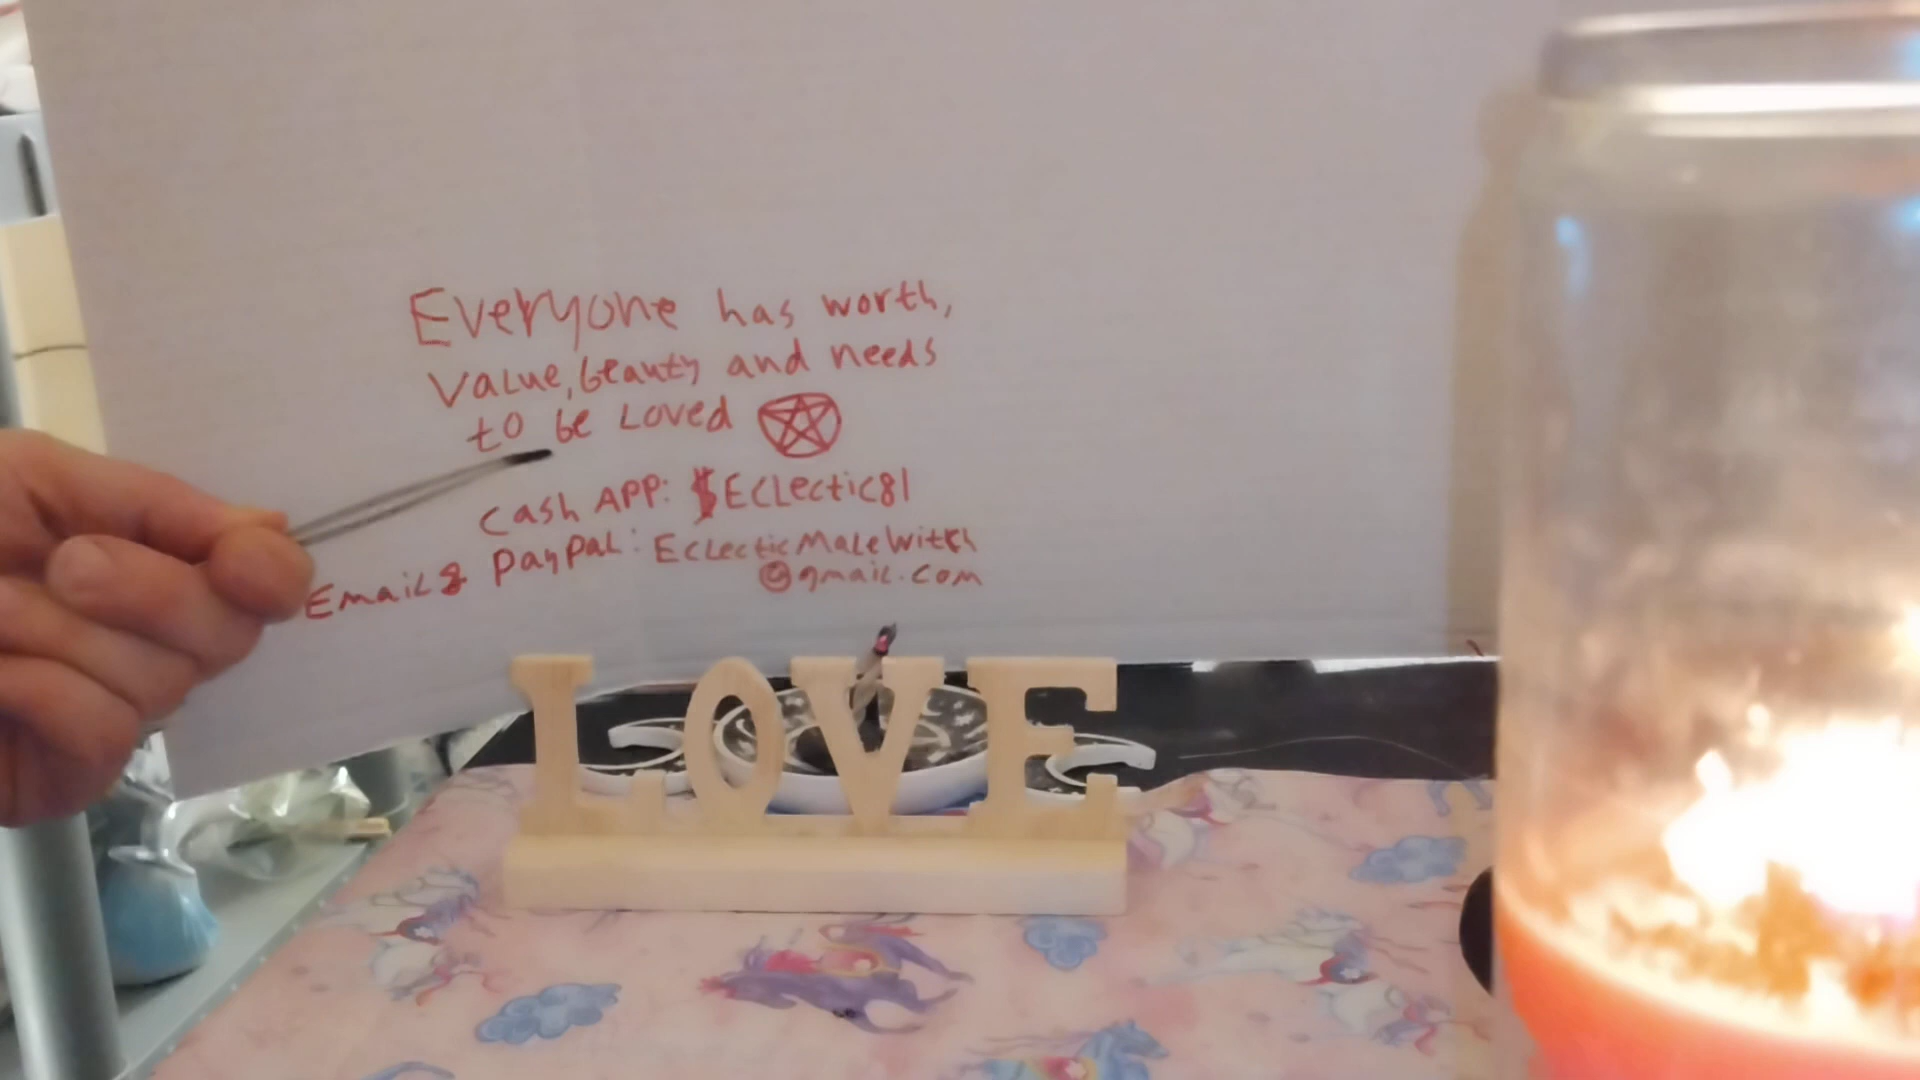 Everyone has worth,
Value, beauty and needs
to be Loved
Cash APP: $Eclectic81
Email & PayPal: EclecticMaleWitch
@gmail.com
LOVE